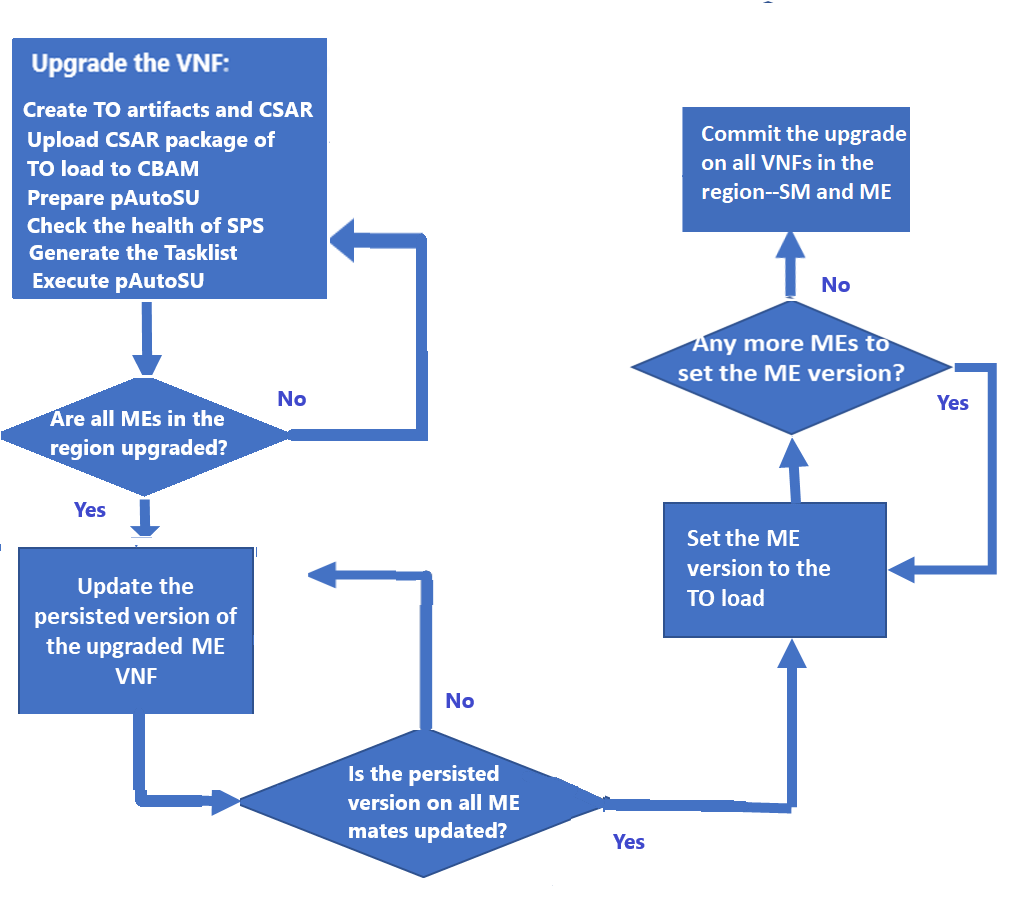 Upgrade the VNF:
Create TO artifacts and CSAR
Upload CSAR package of
TO load to CBAM
Prepare pAutoSU
Check the health of SPS
Generate the Tasklist
Execute pAutoSU
Are all MEs in the
region upgraded?
No
Yes
Update the
persisted version of
the upgraded ME
VNF
Is the persisted
version on all ME
mates updated?
No
Yes
Set the ME
version to the
TO load
Any more MEs to
set the ME version?
Yes
No
Commit the upgrade
on all VNFs in the
region--SM and ME